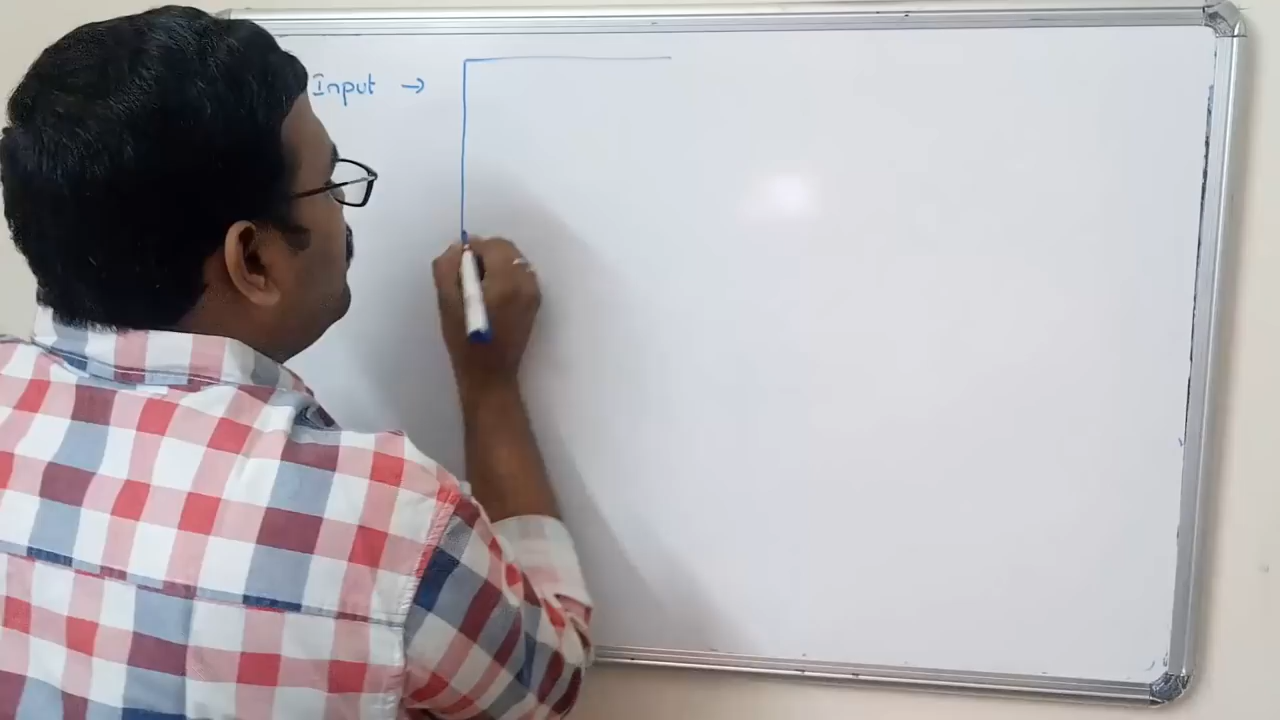 Input →